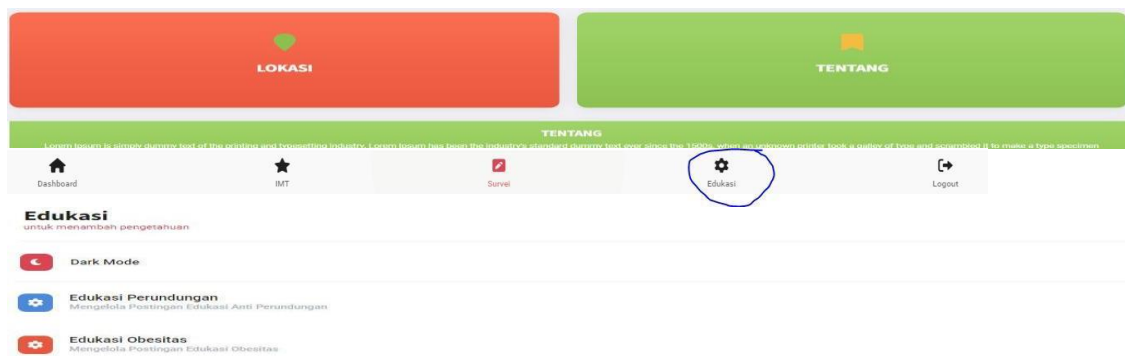 LOKASI
TENTANG
TENTANG
Lorem Ipsum is simply dummy text of the printing and typesetting industry. Lorem Ipsum has been the industry's standard dummy text ever since the 1500s, when an unknown printer took a galley of type and scrambled it to make a type specimen
Dashboard
IMT
Survei
Edukasi
Logout
Edukasi
untuk menambah pengetahuan
Dark Mode
Edukasi Perundungan
Mengelola Postingan Edukasi Anti Perundungan
Edukasi Obesitas
Mengelola Postingan Edukasi Obesitas